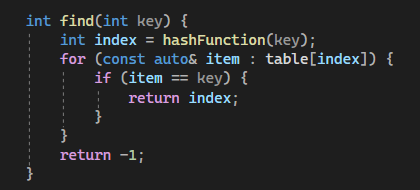 int find(int key) {
    int index = hashFunction(key);
    for (const auto& item : table[index]) {
        if (item == key) {
            return index;
        }
    }
    return -1;
}